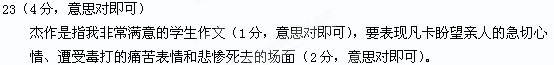 23（4分，意思对即可）
杰作是指我非常满意的学生作文（1分，意思对即可），要表现凡卡盼望亲人的急切心
情、遭受毒打的痛苦表情和悲惨死去的场面（2分，意思对即可）。